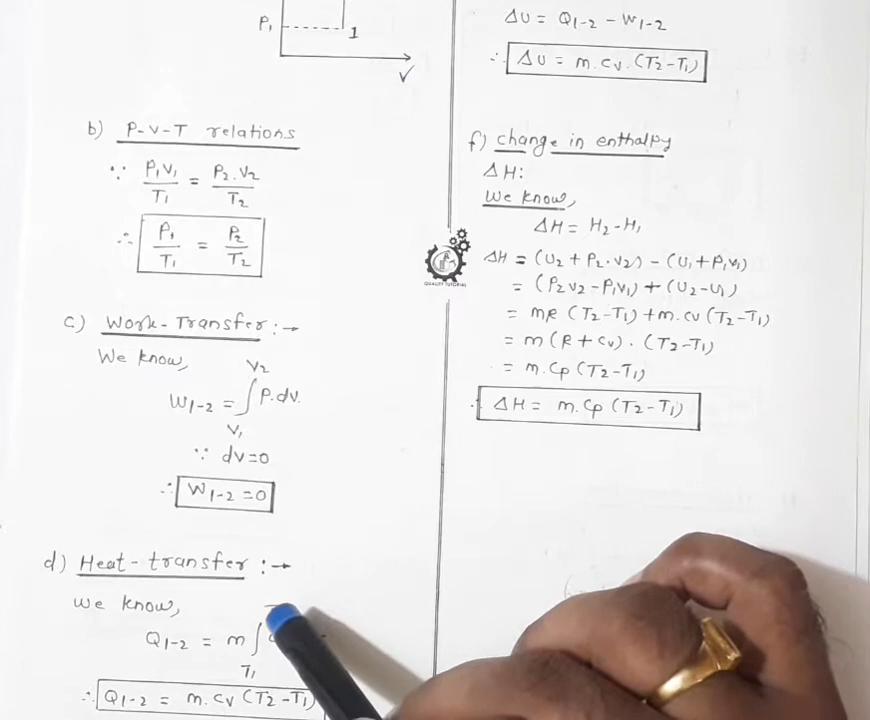 P₁
1
V
b) P-V-T relations
∵ P₁V₁/T₁ = P₂.V₂/T₂
∴ P₁/T₁ = P₂/T₂
c) Work-Transfer :→
We know,
V₂
W₁₋₂ = ∫ P.dV.
V₁
∵ dV=0
∴ W₁₋₂ = 0
d) Heat-transfer :→
We know,
Q₁₋₂ = m ∫
T₁
∴ Q₁₋₂ = m.Cv (T₂-T₁)
ΔU = Q₁₋₂ - W₁₋₂
∴ ΔU = m.Cv.(T₂-T₁)
f) Change in enthalpy
ΔH:
We know,
ΔH = H₂-H₁
ΔH = (U₂ + P₂.V₂) - (U₁+P₁V₁)
= (P₂V₂-P₁V₁)+(U₂-U₁)
= mR (T₂-T₁)+m.Cv(T₂-T₁)
= m(R+Cv).(T₂-T₁)
= m.Cp(T₂-T₁)
∴ ΔH = m.Cp(T₂-T₁)
QUALITY TUTORIAL